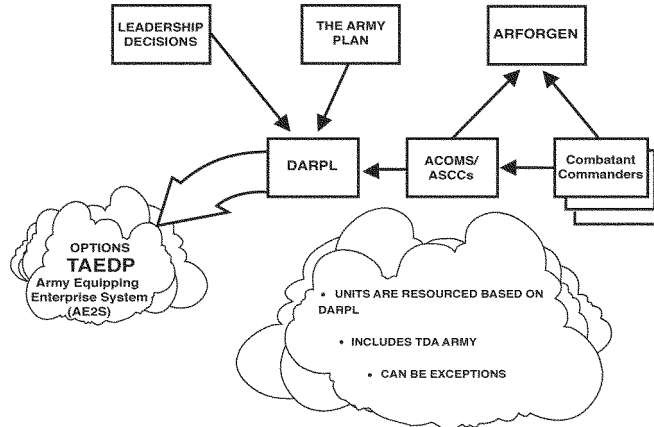 LEADERSHIP
DECISIONS
THE ARMY
PLAN
ARFORGEN
DARPL
ACOMS/
ASCCs
Combatant
Commanders
OPTIONS
TAEDP
Army Equipping
Enterprise System
(AE2S)
• UNITS ARE RESOURCED BASED ON
DARPL
• INCLUDES TDA ARMY
• CAN BE EXCEPTIONS